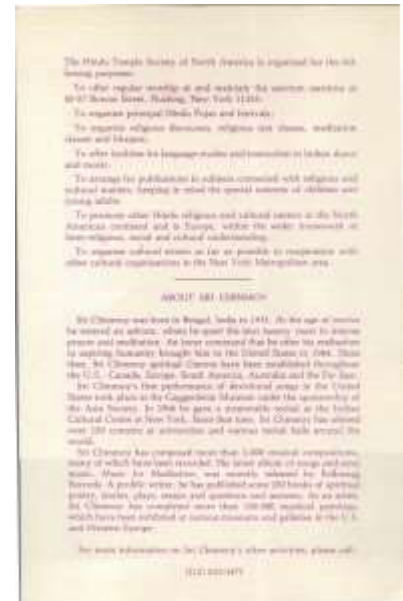 The Hindu Temple Society of North America is organized for the fol-
lowing purposes:
To offer regular worship at and maintain the sanctum sanctorum at
Bowne Street, Flushing, New York
To organize principal Hindu Pujas and festivals;
To organize religious discourses, religious text classes, meditation
classes and
To offer facilities for language studies and instruction in Indian dance
and music;
To arrange for publications in subjects connected with religious and
cultural matters, keeping in mind the special interests of children and
young adults;
To promote other Hindu religious and cultural centers in the North
American continent and in Europe, within the wider framework of
inter-religious, social and cultural understanding;
To organize cultural events as far as possible in cooperation with
other cultural organizations in the New York Metropolitan area.
ABOUT SRI CHINMOY
Sri Chinmoy was born in Bengal, India in 1931. At the age of twelve
he entered an ashram, where he spent the next twenty years in intense
prayer and meditation. An inner command that he offer his realisation
to aspiring humanity brought him to the United States in 1964. Since
then, Sri Chinmoy spiritual Centres have been established throughout
the U.S., Canada, Europe, South America, Australia and the Far East.
Sri Chinmoy's first performance of devotional songs in the United
States took place in the Guggenheim Museum under the sponsorship of
the Asia Society. In 1966 he gave a memorable recital at the Indian
Cultural Centre at New York. Since that time, Sri Chinmoy has offered
over 100 concerts at universities and various recital halls around the
world.
Sri Chinmoy has composed more than musical compositions,
many of which have been recorded. The latest album of songs and
music, Music for Meditation, was recently released by Folkways
Records. A prolific writer, he has published some books of spiritual
poetry, stories, plays, essays and questions and answers. As an artist,
Sri Chinmoy has completed more than mystical paintings,
which have been exhibited at various museums and galleries in the U.S.
and Western Europe.
For more information on Sri Chinmoy's other activities, please call: